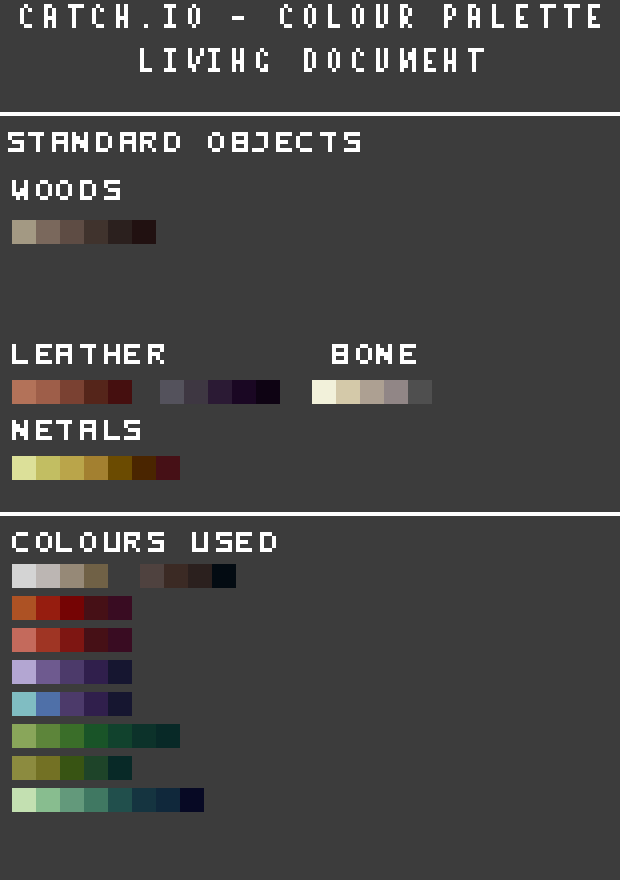 CATCH.IO - COLOUR PALETTE
LIVING DOCUMENT
STANDARD OBJECTS
WOODS
LEATHER BONE
METALS
COLOURS USED